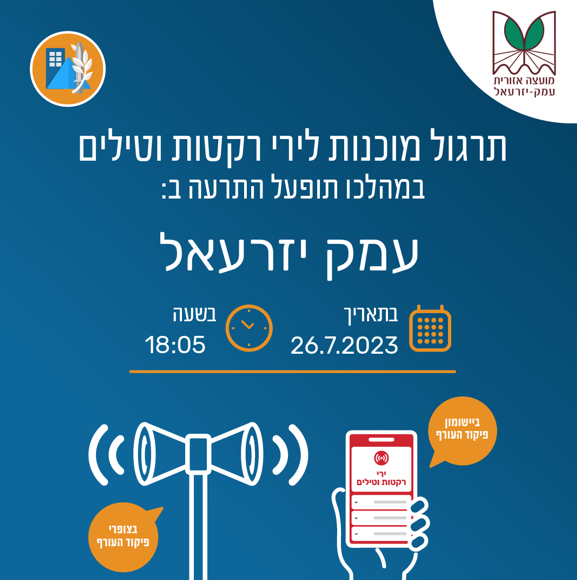 מועצה אזורית
עמק-יזרעאל
תרגול מוכנות לירי רקטות וטילים
במהלכו תופעל התרעה ב:
עמק יזרעאל
בתאריך
26.7.2023
בשעה
18:05
ביישומון
פיקוד העורף
ירי
רקטות וטילים
בצופרי
פיקוד העורף